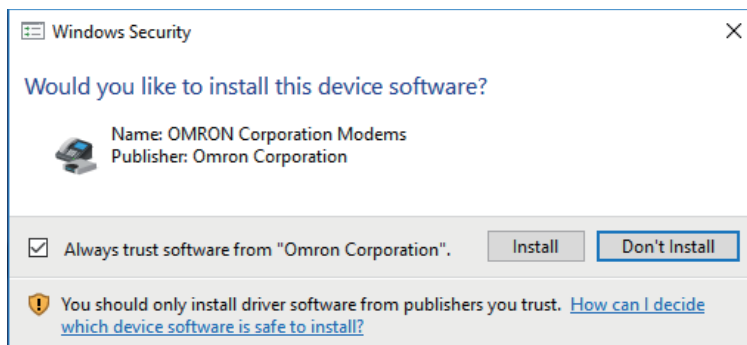 Windows Security
Would you like to install this device software?
Name: OMRON Corporation Modems
Publisher: Omron Corporation
Always trust software from "Omron Corporation".
Install
Don't Install
You should only install driver software from publishers you trust. How can I decide
which device software is safe to install?